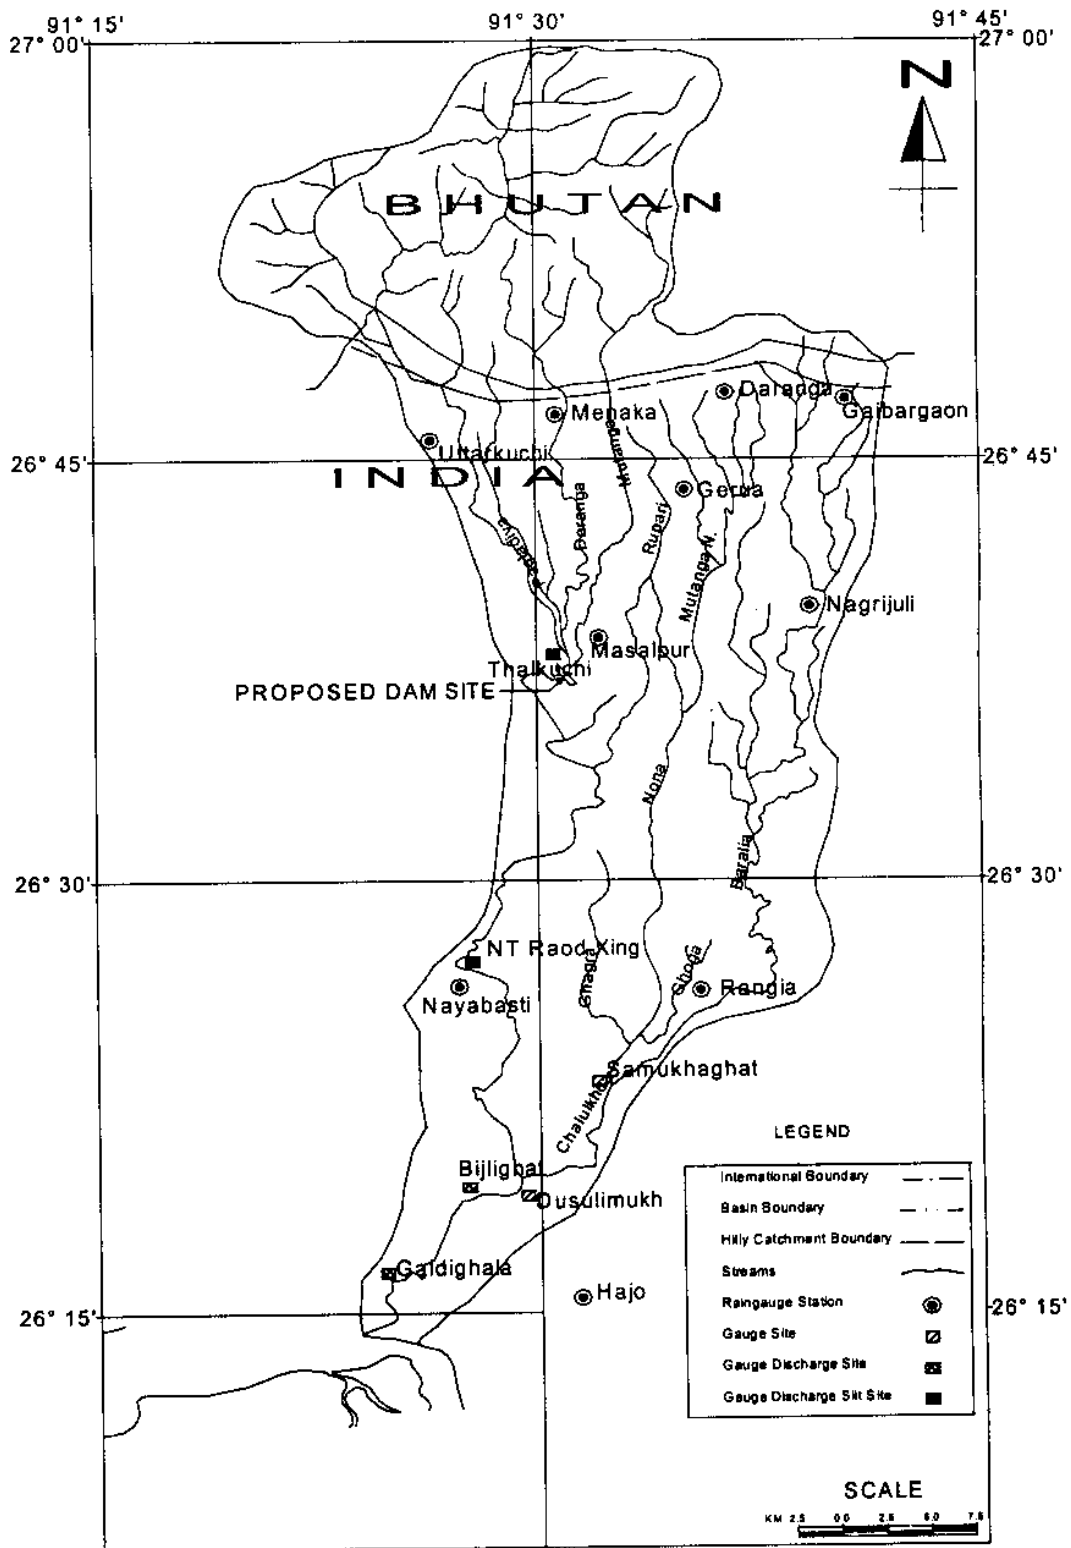 91° 15'
91° 30'
91° 45'
27° 00'
27° 00'
N
BHUTAN
Daranga
Menaka
Gaibargaon
Mutanga
Uttarkuchi
26° 45'
26° 45'
INDIA
Gerua
Daranga
Rupari
Mutanga N.
Nagrijuli
Masalpur
Thalkuchi
PROPOSED DAM SITE
Nona
Baralia
26° 30'
26° 30'
NT Raod Xing
Ghagra
Ghoga
Rangia
Nayabasti
Samukhaghat
LEGEND
Bijlighat
Dusulimukh
International Boundary
Basin Boundary
Hilly Catchment Boundary
Streams
Galdighala
Hajo
Raingauge Station
26° 15'
26° 15'
Gauge Site
Gauge Discharge Site
Gauge Discharge Silt Site
SCALE
KM 2.5 0.0 2.5 5.0 7.5